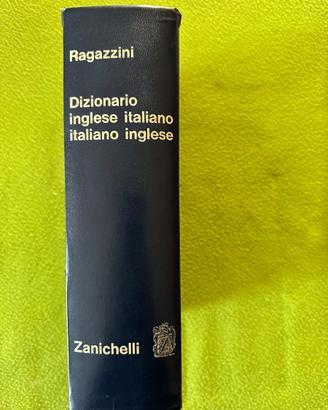 Ragazzini
Dizionario
inglese italiano
italiano inglese
Zanichelli